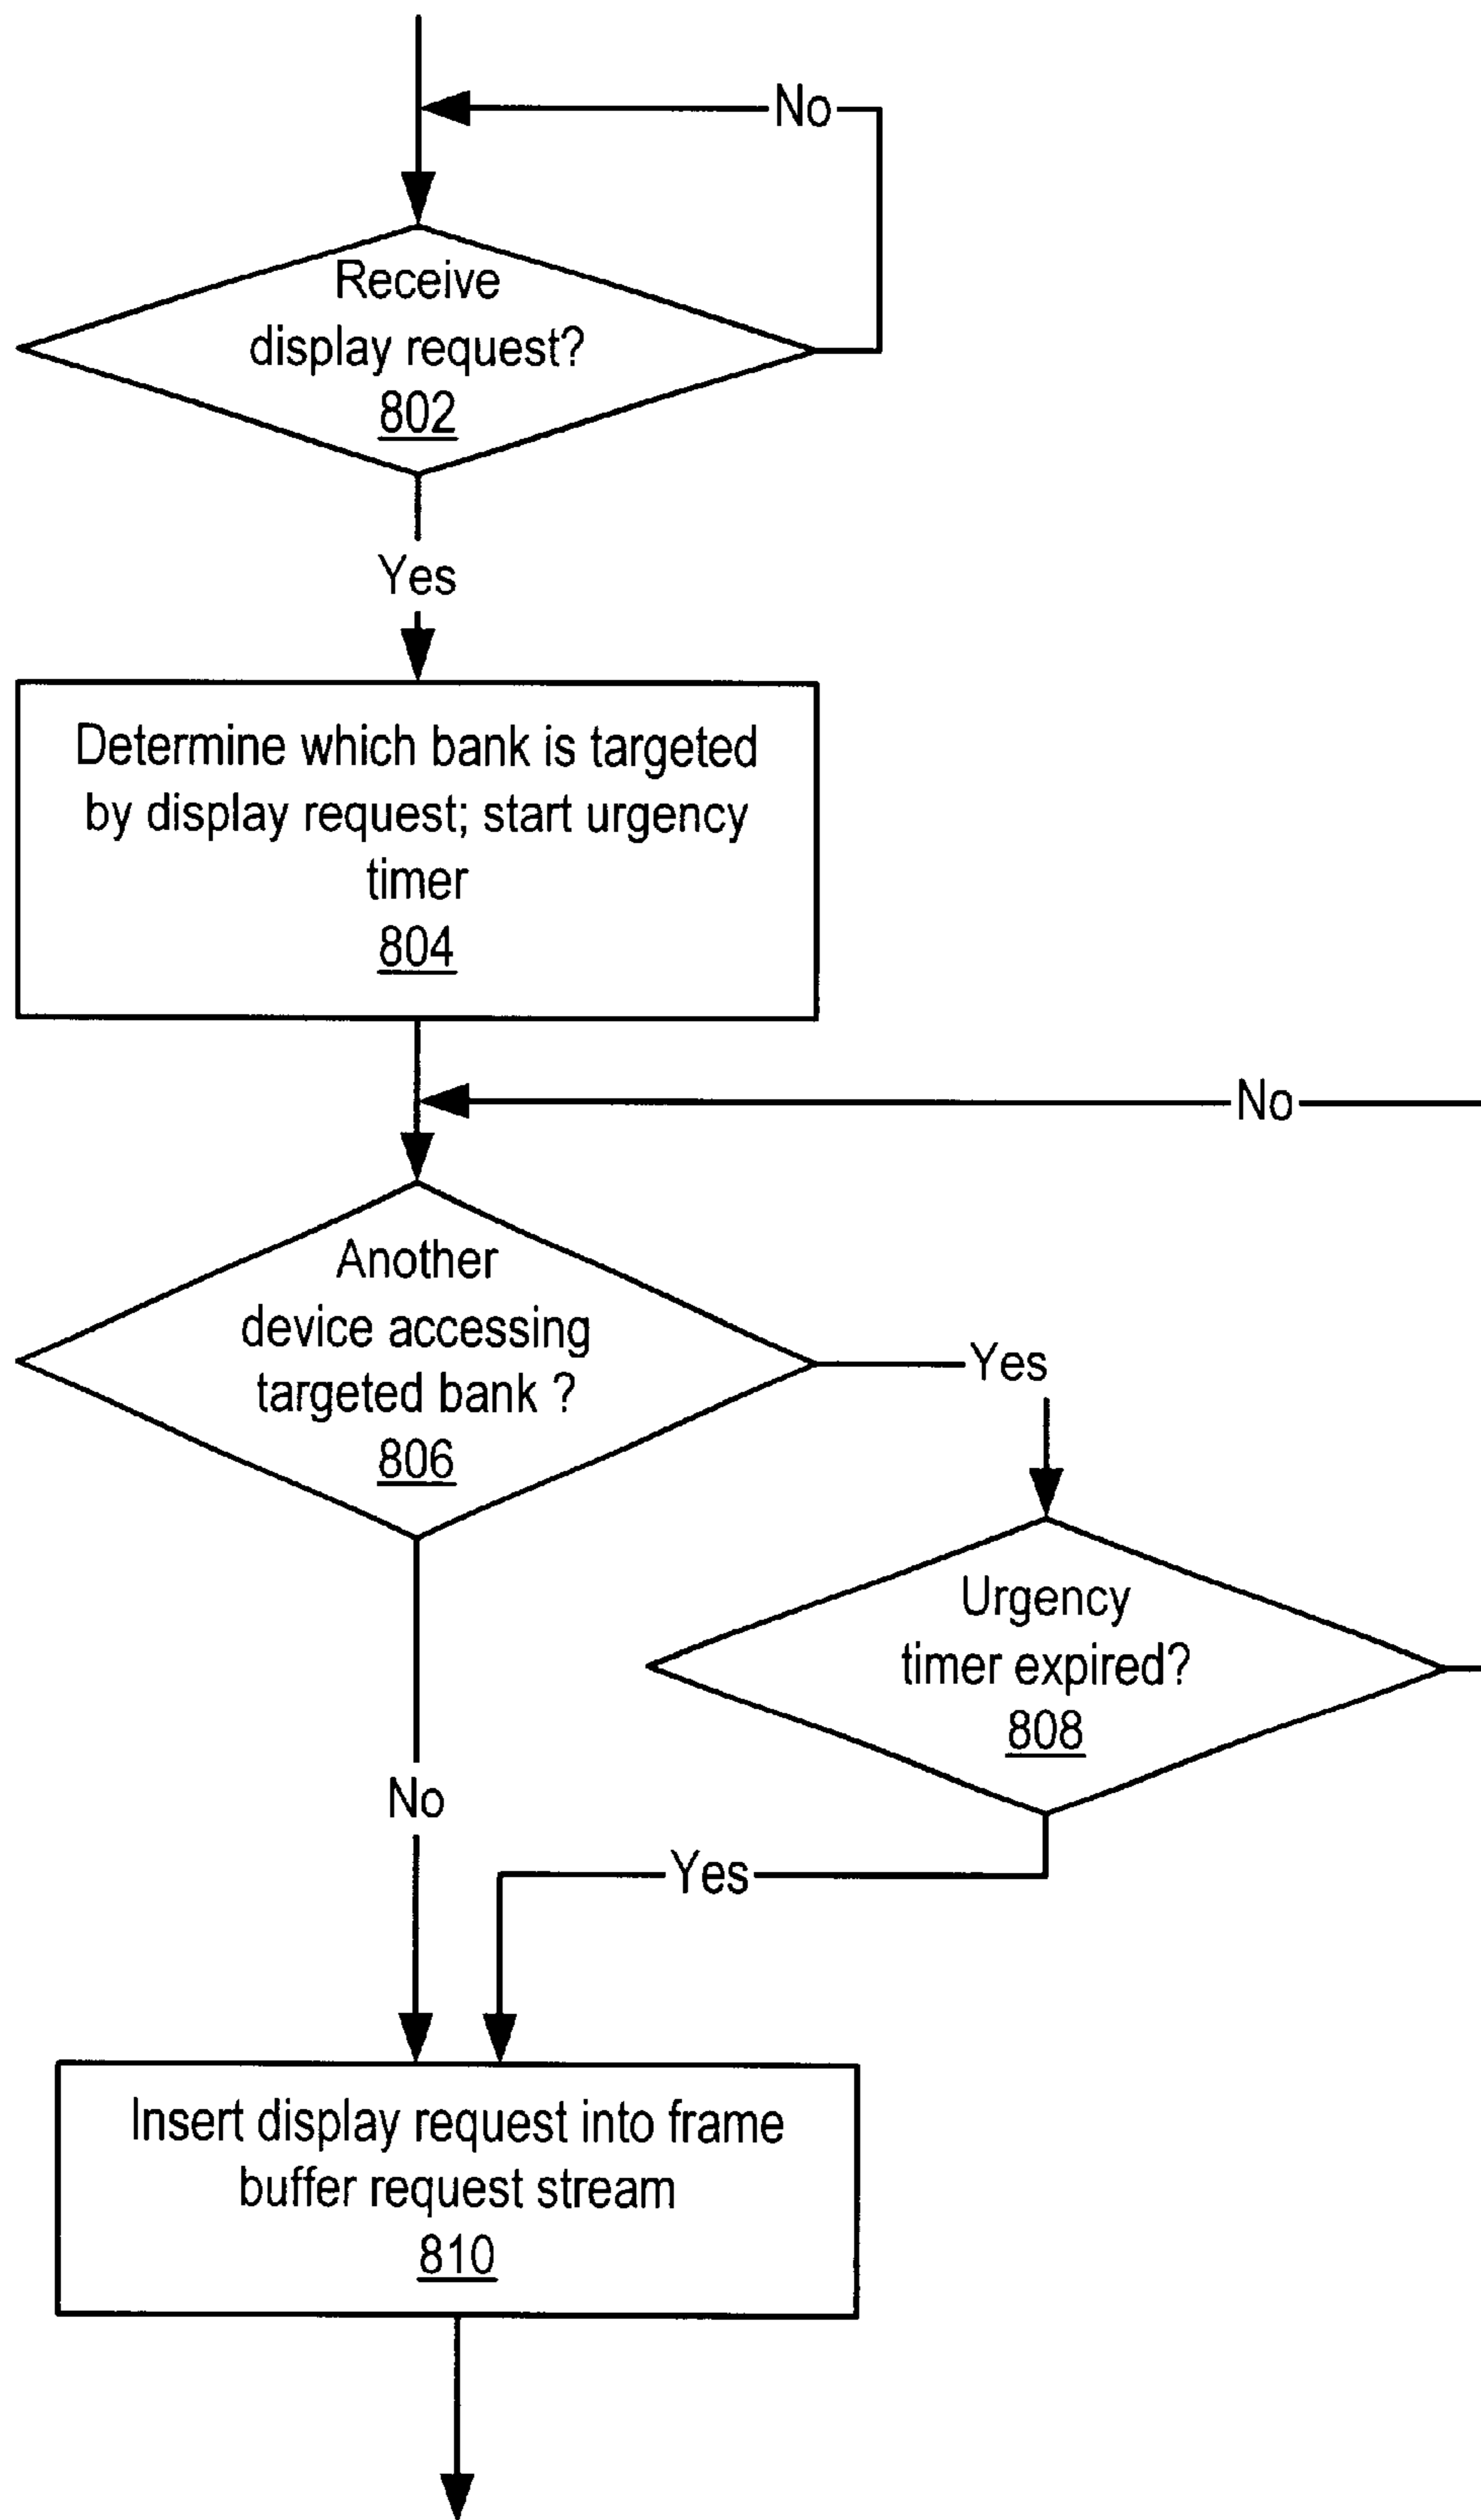 No
Receive
display request?
802
Yes
Determine which bank is targeted
by display request; start urgency
timer
804
No
Another
device accessing
targeted bank ?
806
Yes
Urgency
timer expired?
808
No
Yes
Insert display request into frame
buffer request stream
810